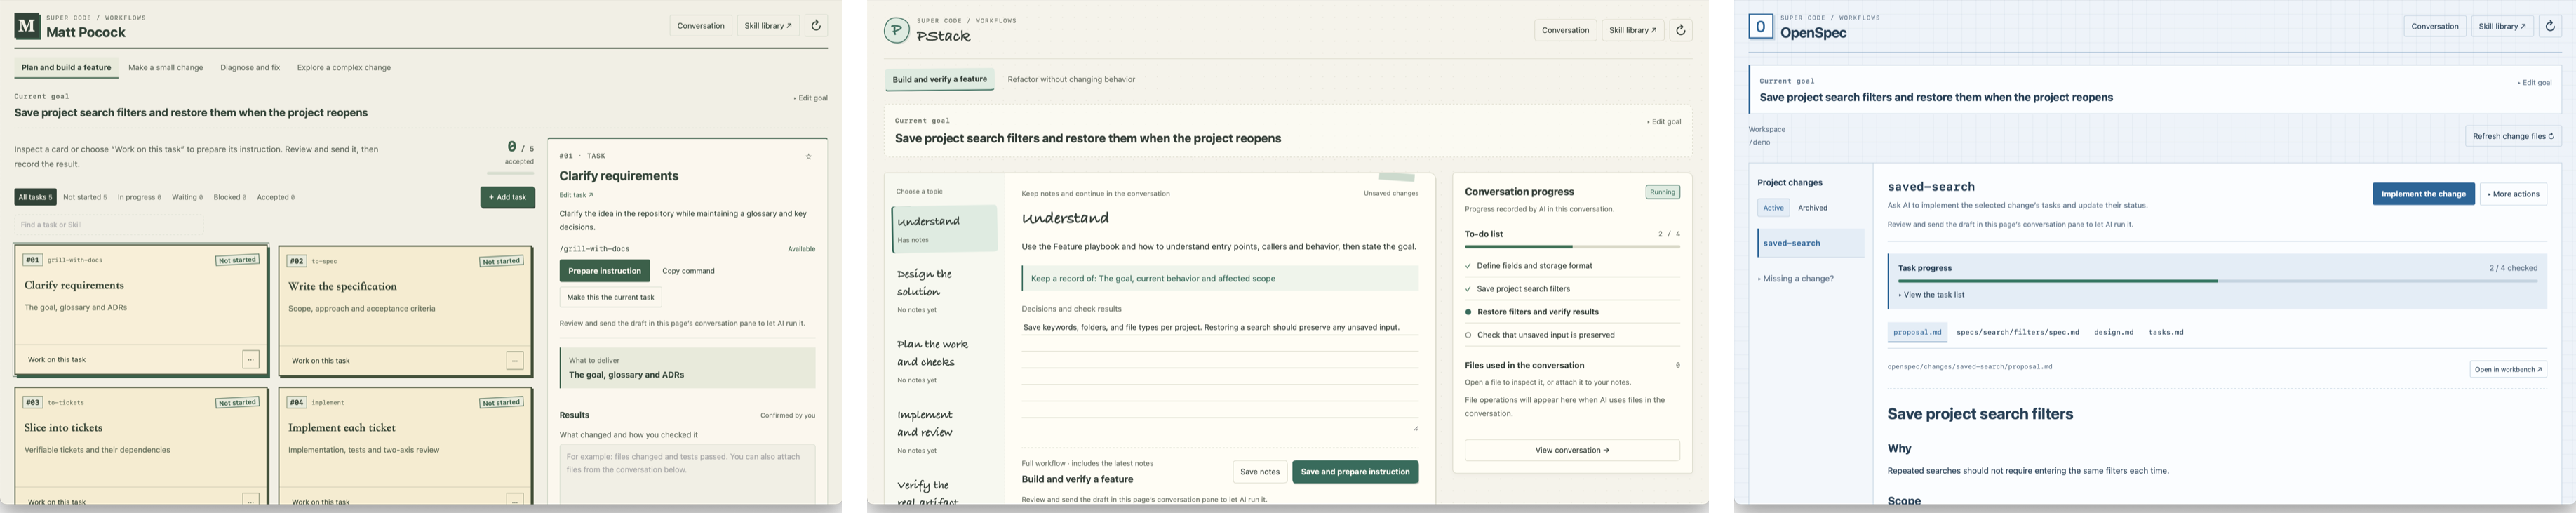 M
SUPER CODE / WORKFLOWS
Matt Pocock
Conversation
Skill library ↗
Plan and build a feature
Make a small change
Diagnose and fix
Explore a complex change
Current goal
Edit goal
Save project search filters and restore them when the project reopens
Inspect a card or choose "Work on this task" to prepare its instruction. Review and send it, then
record the result.
0 / 5
accepted
All tasks 5
Not started 5
In progress 0
Waiting 0
Blocked 0
Accepted 0
+ Add task
Find a task or Skill
#01 grill-with-docs Not started
Clarify requirements
The goal, glossary and ADRs
Work on this task
...
#02 to-spec Not started
Write the specification
Scope, approach and acceptance criteria
Work on this task
...
#03 to-tickets Not started
Slice into tickets
Verifiable tickets and their dependencies
Work on this task
#04 implement Not started
Implement each ticket
Implementation, tests and two-axis review
Work on this task
#01 · TASK
Clarify requirements
Edit task ↗
Clarify the idea in the repository while maintaining a glossary and key
decisions.
/grill-with-docs
Available
Prepare instruction
Copy command
Make this the current task
Review and send the draft in this page's conversation pane to let AI run it.
What to deliver
The goal, glossary and ADRs
Results
Confirmed by you
What changed and how you checked it
For example: files changed and tests passed. You can also attach
files from the conversation below.
P
SUPER CODE / WORKFLOWS
PStack
Conversation
Skill library ↗
Build and verify a feature
Refactor without changing behavior
Current goal
Edit goal
Save project search filters and restore them when the project reopens
Choose a topic
Understand
Has notes
Design the
solution
No notes yet
Plan the work
and checks
No notes yet
Implement
and review
No notes yet
Verify the
real artifact
Keep notes and continue in the conversation
Unsaved changes
Understand
Use the Feature playbook and how to understand entry points, callers and behavior, then state the goal.
Keep a record of: The goal, current behavior and affected scope
Decisions and check results
Save keywords, folders, and file types per project. Restoring a search should preserve any unsaved input.
Full workflow · includes the latest notes
Build and verify a feature
Save notes
Save and prepare instruction
Review and send the draft in this page's conversation pane to let AI run it.
Conversation progress
Running
Progress recorded by AI in this conversation.
To-do list
2 / 4
✓ Define fields and storage format
✓ Save project search filters
Restore filters and verify results
Check that unsaved input is preserved
Files used in the conversation
0
Open a file to inspect it, or attach it to your notes.
File operations will appear here when AI uses files in the
conversation.
View conversation →
O
SUPER CODE / WORKFLOWS
OpenSpec
Conversation
Skill library ↗
Current goal
Edit goal
Save project search filters and restore them when the project reopens
Workspace
/demo
Refresh change files ↻
Project changes
Active
Archived
saved-search
Missing a change?
saved-search
Ask AI to implement the selected change's tasks and update their status.
Review and send the draft in this page's conversation pane to let AI run it.
Implement the change
More actions
Task progress
2 / 4 checked
View the task list
proposal.md
specs/search/filters/spec.md
design.md
tasks.md
openspec/changes/saved-search/proposal.md
Open in workbench ↗
Save project search filters
Why
Repeated searches should not require entering the same filters each time.
Scope